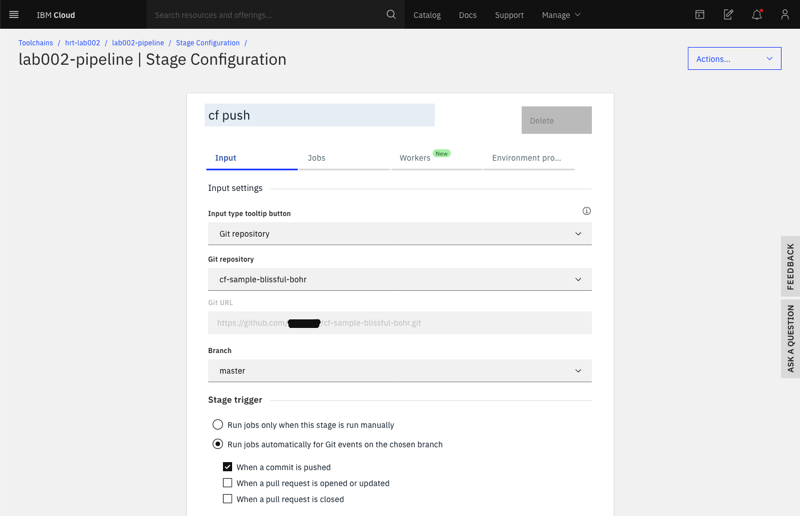 IBM Cloud
Search resources and offerings...
Catalog
Docs
Support
Manage
Toolchains / hrt-lab002 / lab002-pipeline / Stage Configuration /
lab002-pipeline | Stage Configuration
Actions...
cf push
Delete
Input
Jobs
Workers New
Environment pro...
Input settings
Input type tooltip button
Git repository
Git repository
cf-sample-blissful-bohr
Git URL
https://github.com/ /cf-sample-blissful-bohr.git
Branch
master
Stage trigger
Run jobs only when this stage is run manually
Run jobs automatically for Git events on the chosen branch
When a commit is pushed
When a pull request is opened or updated
When a pull request is closed
FEEDBACK
ASK A QUESTION